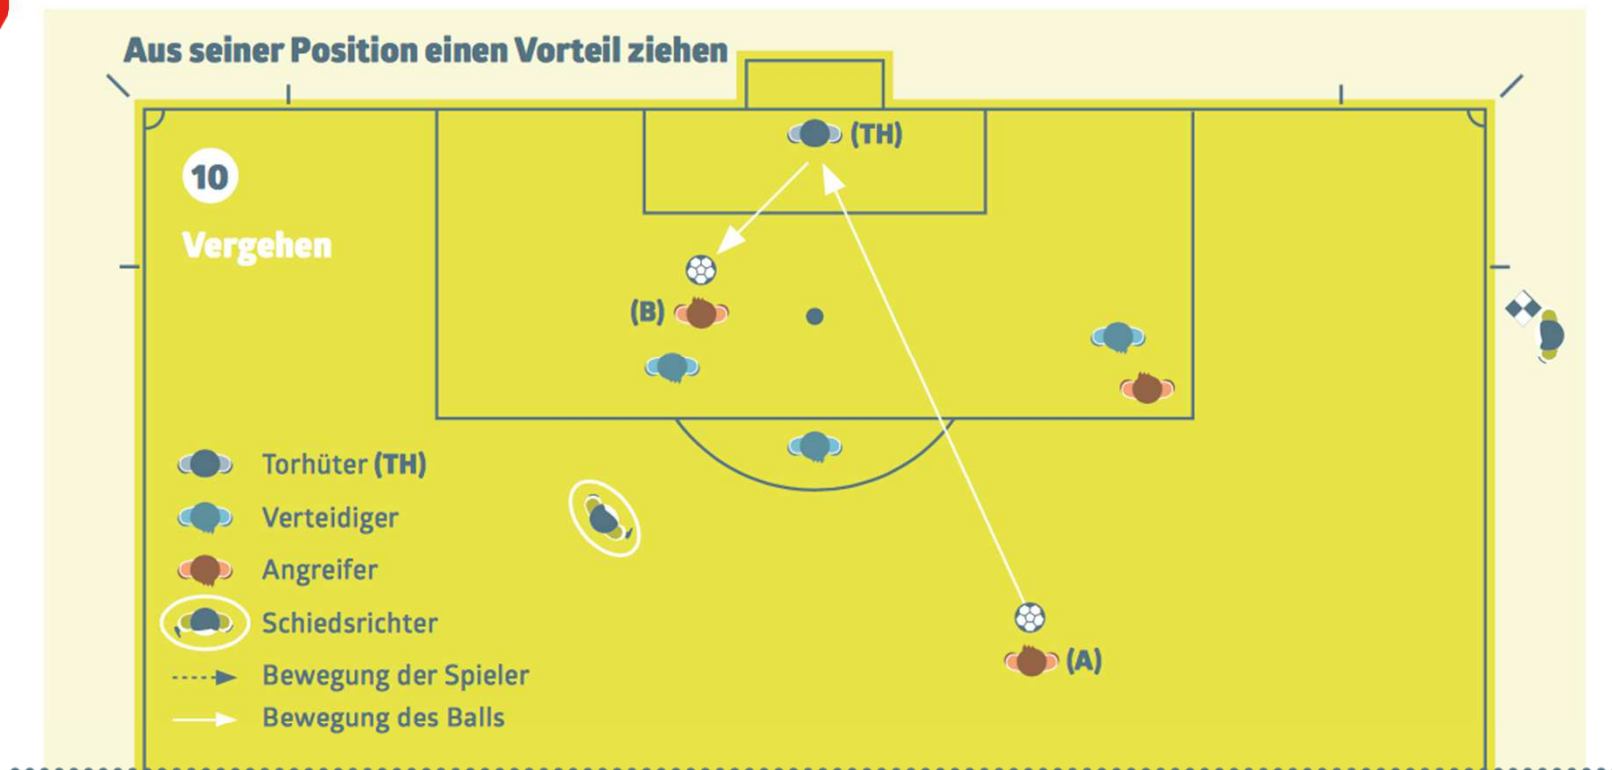 Aus seiner Position einen Vorteil ziehen
(TH)
10
Vergehen
(B)
Torhüter (TH)
Verteidiger
Angreifer
Schiedsrichter
(A)
Bewegung der Spieler
Bewegung des Balls